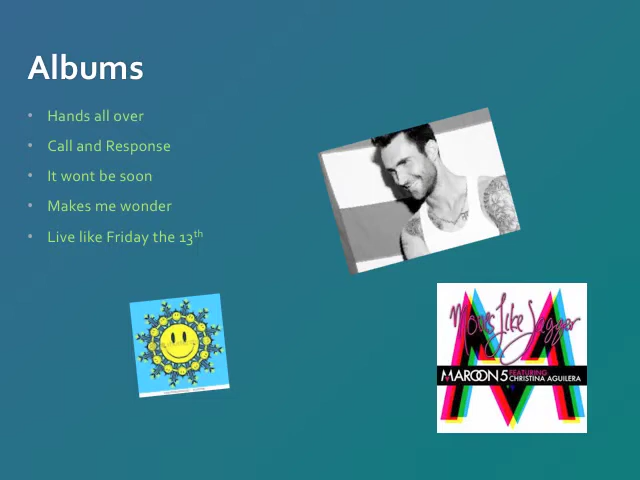 Albums
• Hands all over
• Call and Response
• It wont be soon
• Makes me wonder
• Live like Friday the 13th
Moves Like Jagger
MAROON 5 FEATURING
CHRISTINA AGUILERA